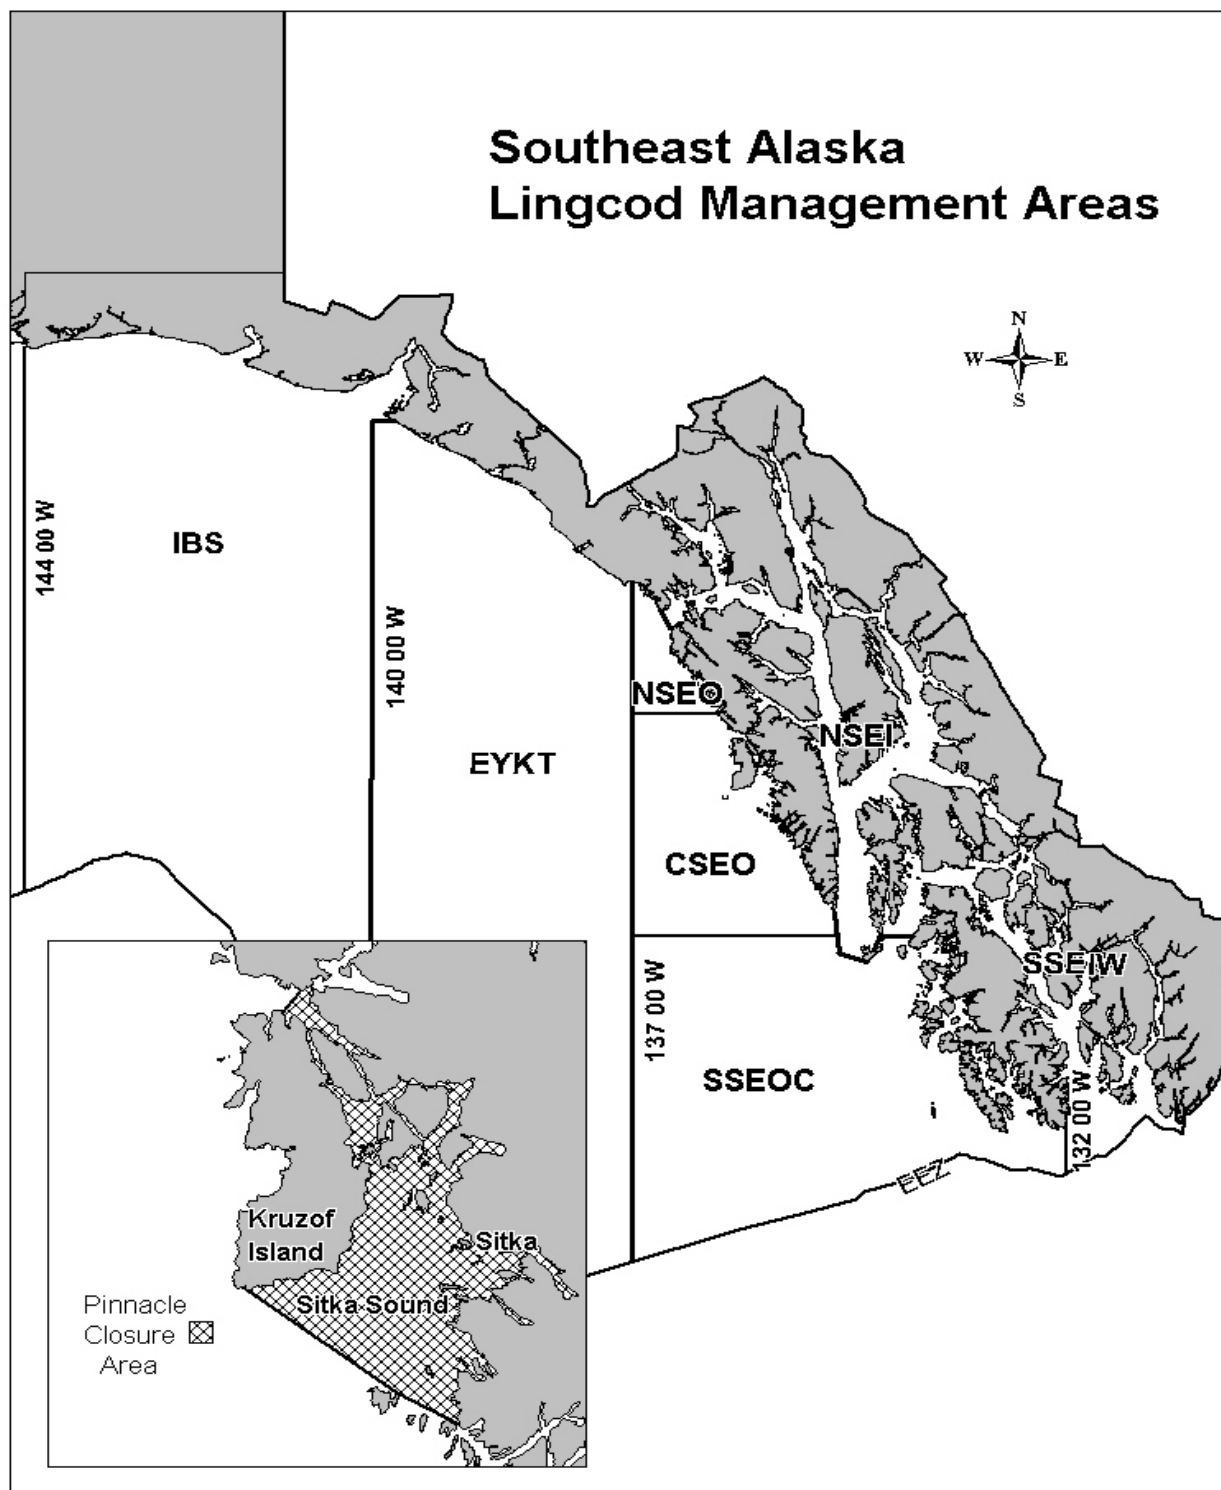 Southeast Alaska
Lingcod Management Areas
N
W E
S
144 00 W
IBS
140 00 W
NSEO
NSEI
EYKT
CSEO
SSEIW
137 00 W
SSEOC
132 00 W
EEZ
Kruzof
Island
Sitka
Sitka Sound
Pinnacle
Closure
Area